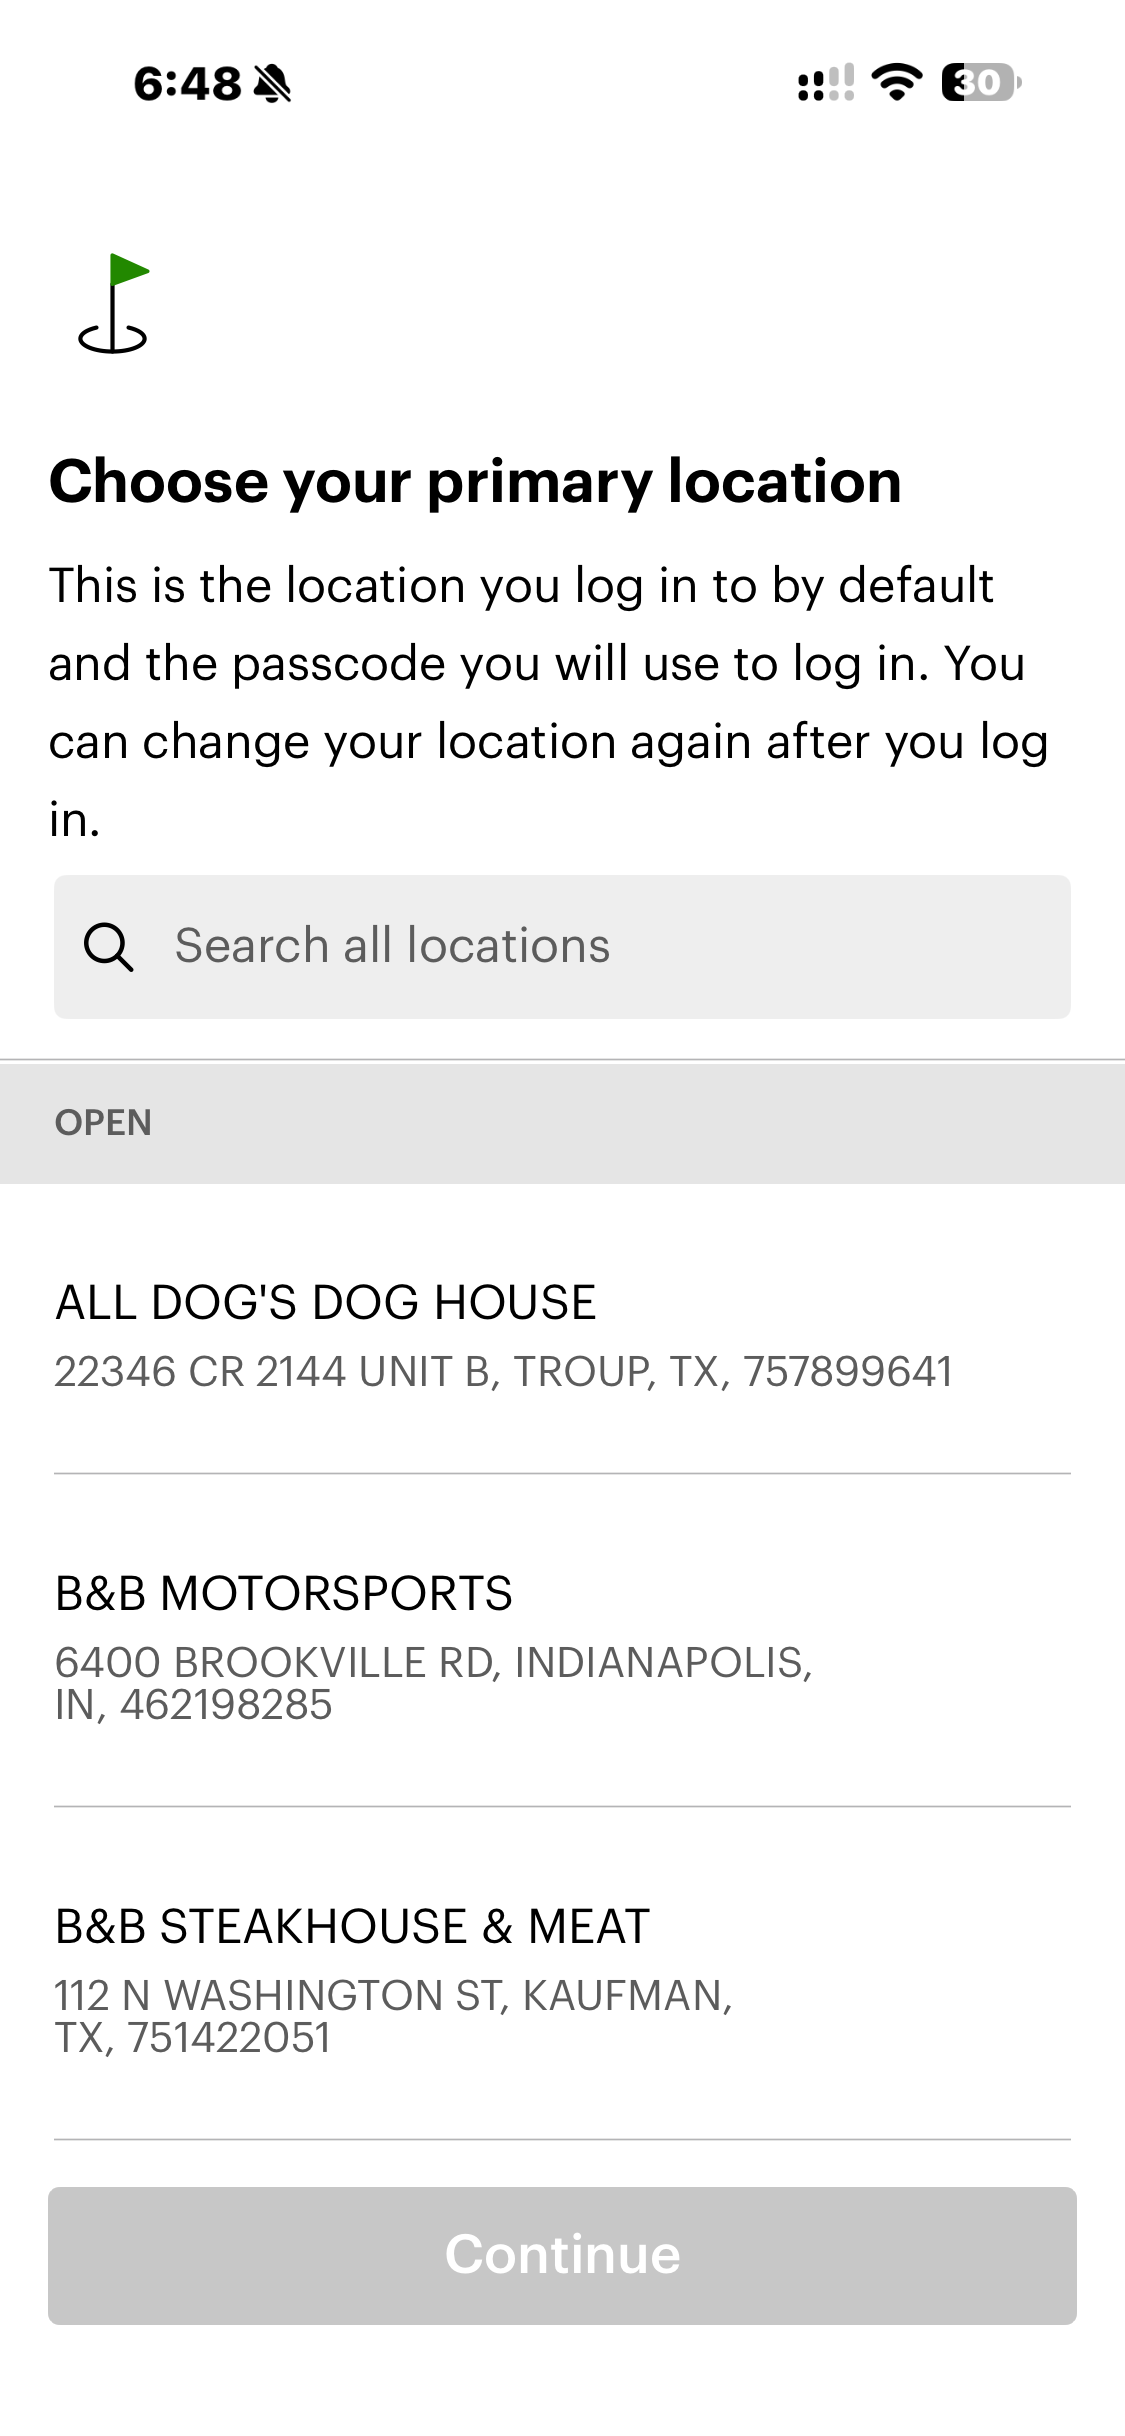 6:48
30
Choose your primary location
This is the location you log in to by default
and the passcode you will use to log in. You
can change your location again after you log
in.
Search all locations
OPEN
ALL DOG'S DOG HOUSE
22346 CR 2144 UNIT B, TROUP, TX, 757899641
B&B MOTORSPORTS
6400 BROOKVILLE RD, INDIANAPOLIS,
IN, 462198285
B&B STEAKHOUSE & MEAT
112 N WASHINGTON ST, KAUFMAN,
TX, 751422051
Continue